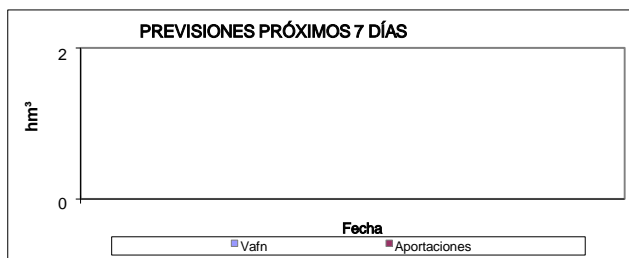 PREVISIONES PRÓXIMOS 7 DÍAS
2
hm³
0
Fecha
Vafn Aportaciones